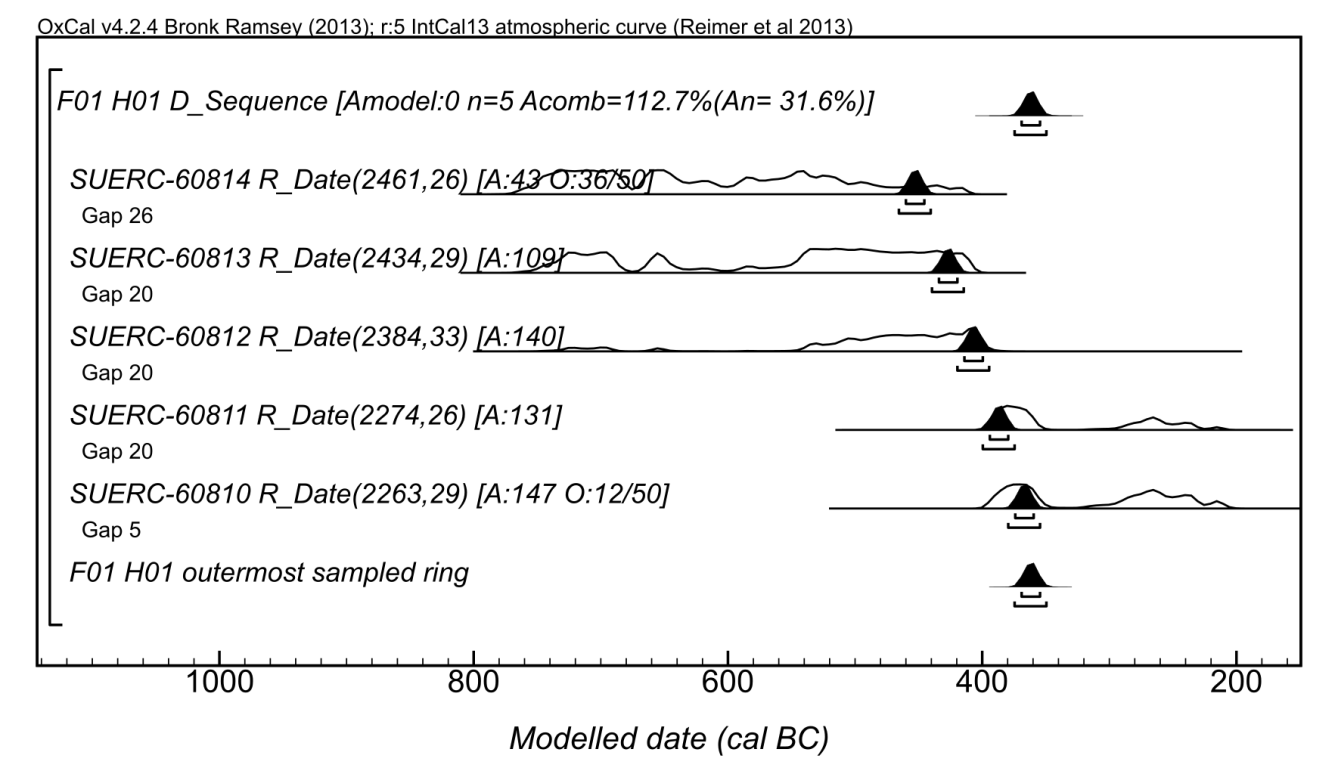 OxCal v4.2.4 Bronk Ramsey (2013); r:5 IntCal13 atmospheric curve (Reimer et al 2013)
F01 H01 D_Sequence [Amodel:0 n=5 Acomb=112.7%(An= 31.6%)]
SUERC-60814 R_Date(2461,26) [A:43 O:36/50]
Gap 26
SUERC-60813 R_Date(2434,29) [A:109]
Gap 20
SUERC-60812 R_Date(2384,33) [A:140]
Gap 20
SUERC-60811 R_Date(2274,26) [A:131]
Gap 20
SUERC-60810 R_Date(2263,29) [A:147 O:12/50]
Gap 5
F01 H01 outermost sampled ring
1000 800 600 400 200
Modelled date (cal BC)